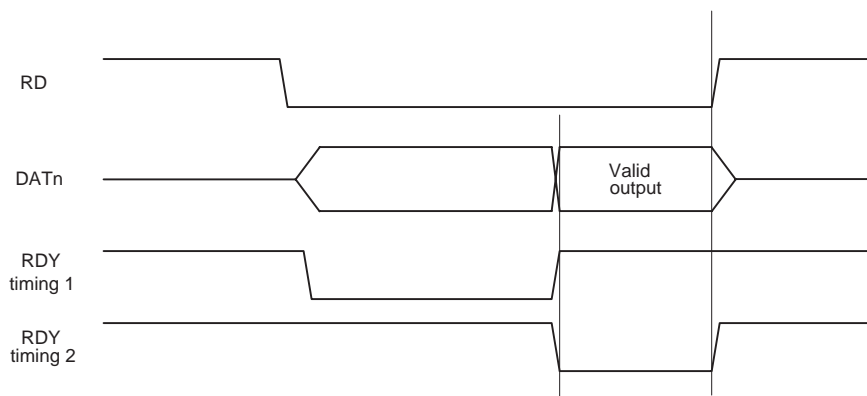 RD
DATn
Valid
output
RDY
timing 1
RDY
timing 2